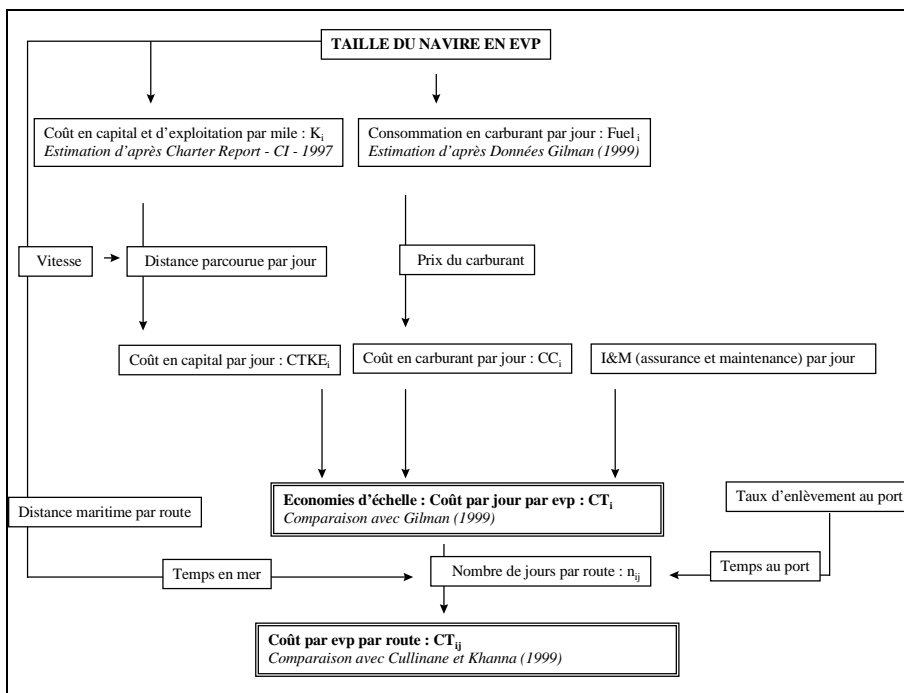 TAILLE DU NAVIRE EN EVP
Coût en capital et d'exploitation par mile : Ki
Estimation d'après Charter Report - CI - 1997
Consommation en carburant par jour : Fuel i
Estimation d'après Données Gilman (1999)
Vitesse
Distance parcourue par jour
Prix du carburant
Coût en capital par jour : CTKEi
Coût en carburant par jour : CCi
I&M (assurance et maintenance) par jour
Economies d'échelle : Coût par jour par evp : CTi
Comparaison avec Gilman (1999)
Distance maritime par route
Taux d'enlèvement au port
Temps en mer
Nombre de jours par route : nij
Temps au port
Coût par evp par route : CTij
Comparaison avec Cullinane et Khanna (1999)